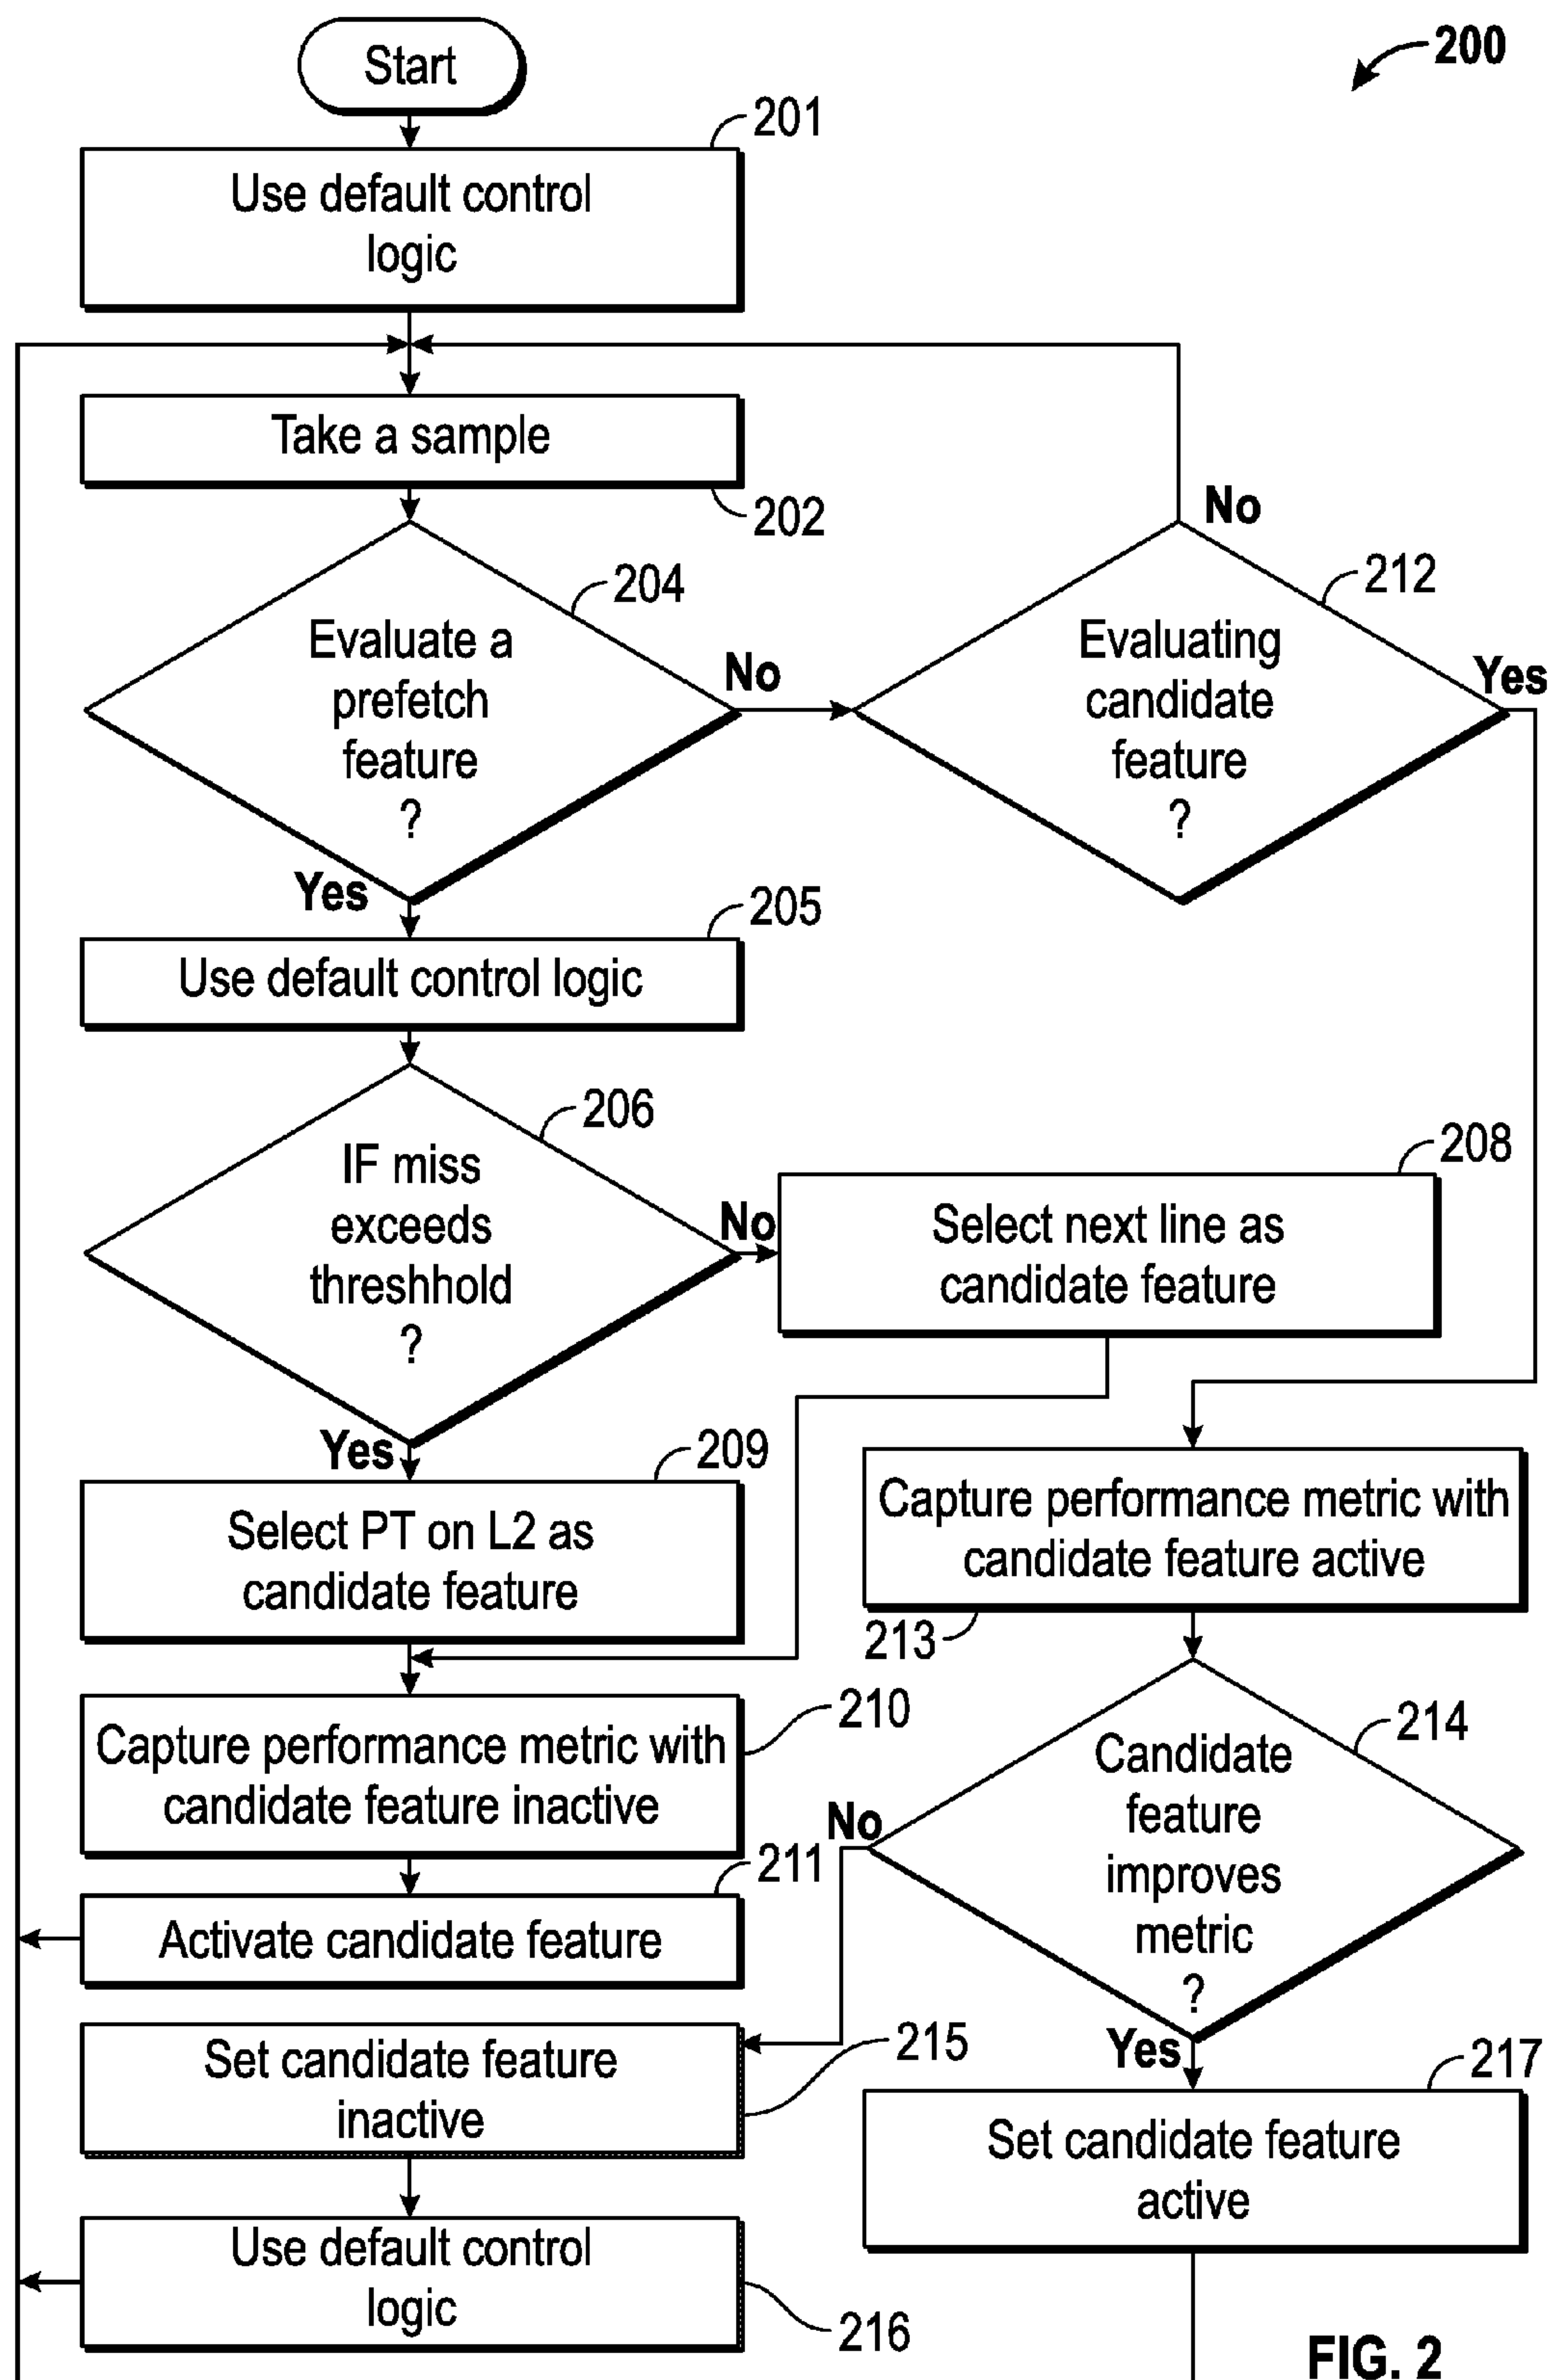 Start
200
201
Use default control
logic
Take a sample
202
204
Evaluate a
prefetch
feature
?
No
Yes
212
No
Evaluating
candidate
feature
?
Yes
205
Use default control logic
206
IF miss
exceeds
threshhold
?
No
Yes
208
Select next line as
candidate feature
209
Select PT on L2 as
candidate feature
210
Capture performance metric with
candidate feature inactive
211
Activate candidate feature
Capture performance metric with
candidate feature active
213
214
Candidate
feature
improves
metric
?
No
Yes
215
Set candidate feature
inactive
216
Use default control
logic
217
Set candidate feature
active
FIG. 2